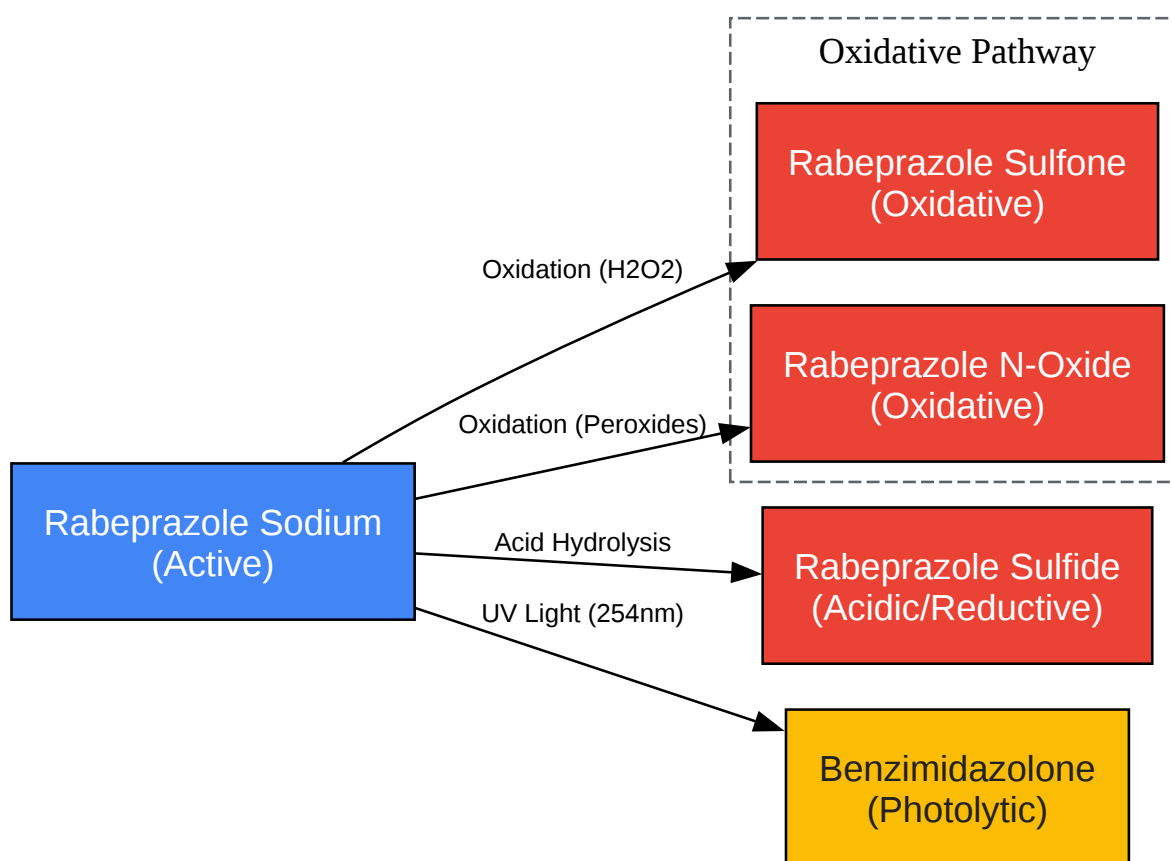 Oxidative Pathway
Rabeprazole Sulfone
(Oxidative)
Oxidation (H2O2)
Rabeprazole N-Oxide
(Oxidative)
Oxidation (Peroxides)
Rabeprazole Sodium
(Active)
Acid Hydrolysis
Rabeprazole Sulfide
(Acidic/Reductive)
UV Light (254nm)
Benzimidazolone
(Photolytic)